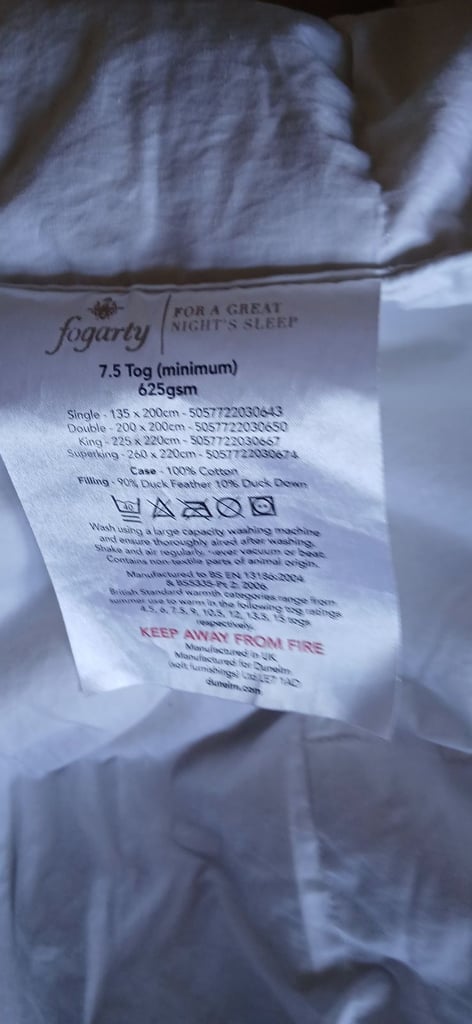 fogarty
FOR A GREAT
NIGHT'S SLEEP
7.5 Tog (minimum)
625gsm
Single - 135 x 200cm - 5057722030643
Double - 200 x 200cm - 5057722030650
King - 225 x 220cm - 5057722030667
Superking - 260 x 220cm - 5057722030674
Case - 100% Cotton
Filling - 90% Duck Feather 10% Duck Down
40
Wash using a large capacity washing machine
and ensure thoroughly aired after washing.
Shake and air regularly, never vacuum or beat.
Contains non-textile parts of animal origin.
Manufactured to BS EN 13186:2004
& BS5335 Pt 2: 2006
British Standard warmth categories range from
summer use to warm in the following tog ratings
4.5, 6, 7.5, 9, 10.5, 12, 13.5, 15 togs
respectively.
KEEP AWAY FROM FIRE
Manufactured in UK
Manufactured for Dunelm
(soft furnishings) Ltd LE7 1AD
dunelm.com